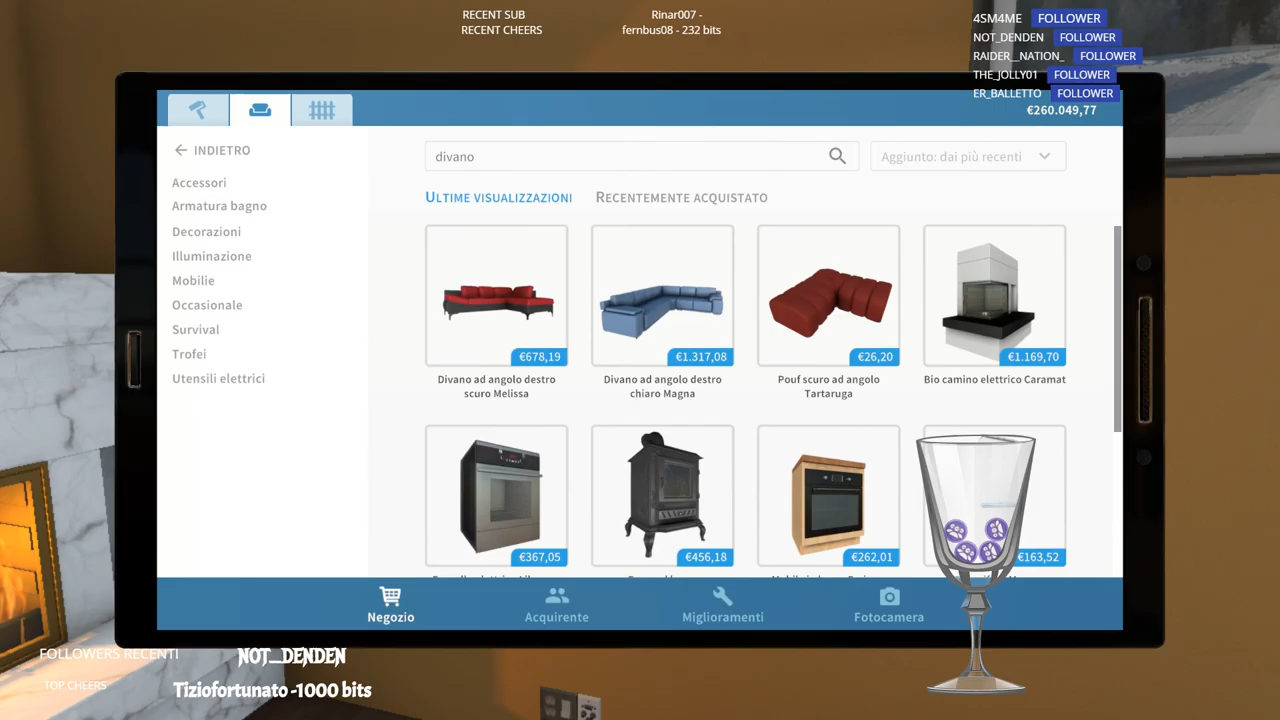 RECENT SUB
Rinar007 -
RECENT CHEERS
fernbus08 - 232 bits
4SM4ME FOLLOWER
NOT_DENDEN FOLLOWER
RAIDER__NATION_ FOLLOWER
THE_JOLLY01 FOLLOWER
ER_BALLETTO FOLLOWER
€260.049,77
INDIETRO
Accessori
Armatura bagno
Decorazioni
Illuminazione
Mobilie
Occasionale
Survival
Trofei
Utensili elettrici
divano
Aggiunto: dai più recenti
ULTIME VISUALIZZAZIONI
RECENTEMENTE ACQUISTATO
€678,19
Divano ad angolo destro
scuro Melissa
€1.317,08
Divano ad angolo destro
chiaro Magna
€26,20
Pouf scuro ad angolo
Tartaruga
€1.169,70
Bio camino elettrico Caramat
€367,05
€456,18
€262,01
€163,52
Negozio
Acquirente
Miglioramenti
Fotocamera
FOLLOWERS RECENTI
NOT_DENDEN
TOP CHEERS
Tiziofortunato -1000 bits